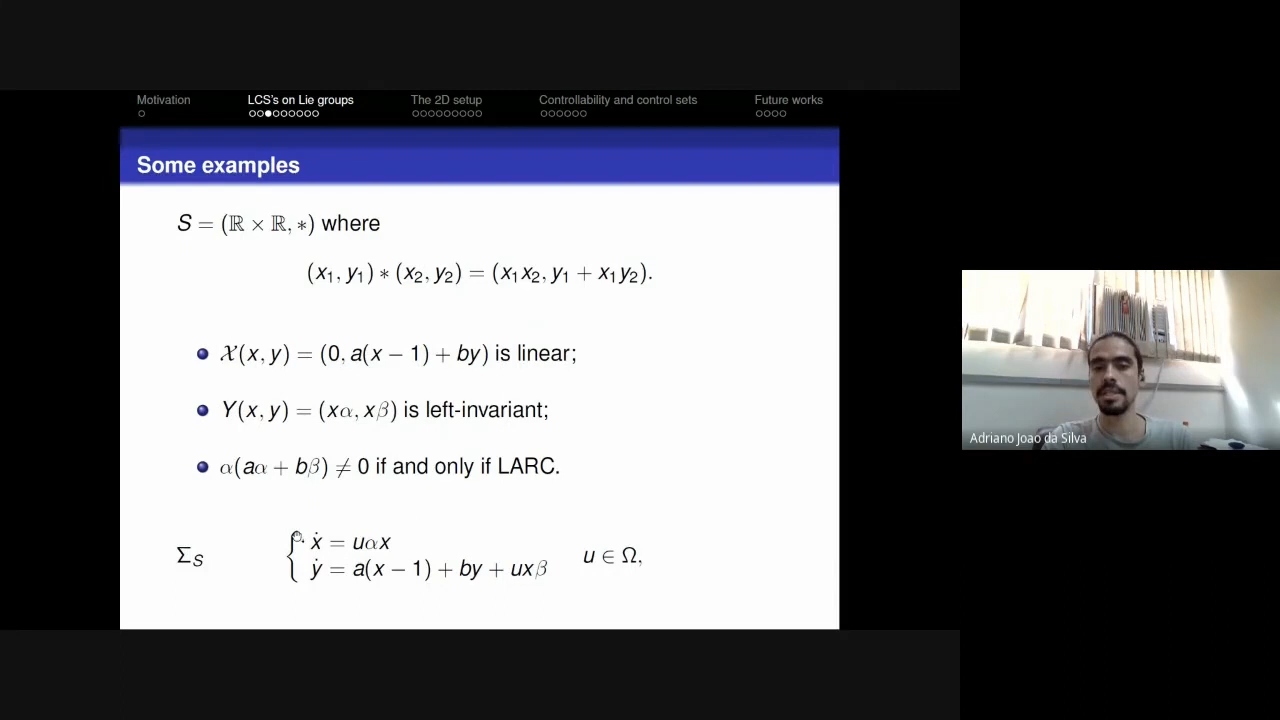 Motivation LCS's on Lie groups The 2D setup Controllability and control sets Future works
Some examples
S = (ℝ × ℝ, ∗) where
(x₁, y₁) ∗ (x₂, y₂) = (x₁x₂, y₁ + x₁y₂).
𝒳(x, y) = (0, a(x − 1) + by) is linear;
Y(x, y) = (xα, xβ) is left-invariant;
α(aα + bβ) ≠ 0 if and only if LARC.
ẋ = uαx
Σ_S { u ∈ Ω,
ẏ = a(x − 1) + by + uxβ
Adriano Joao da Silva